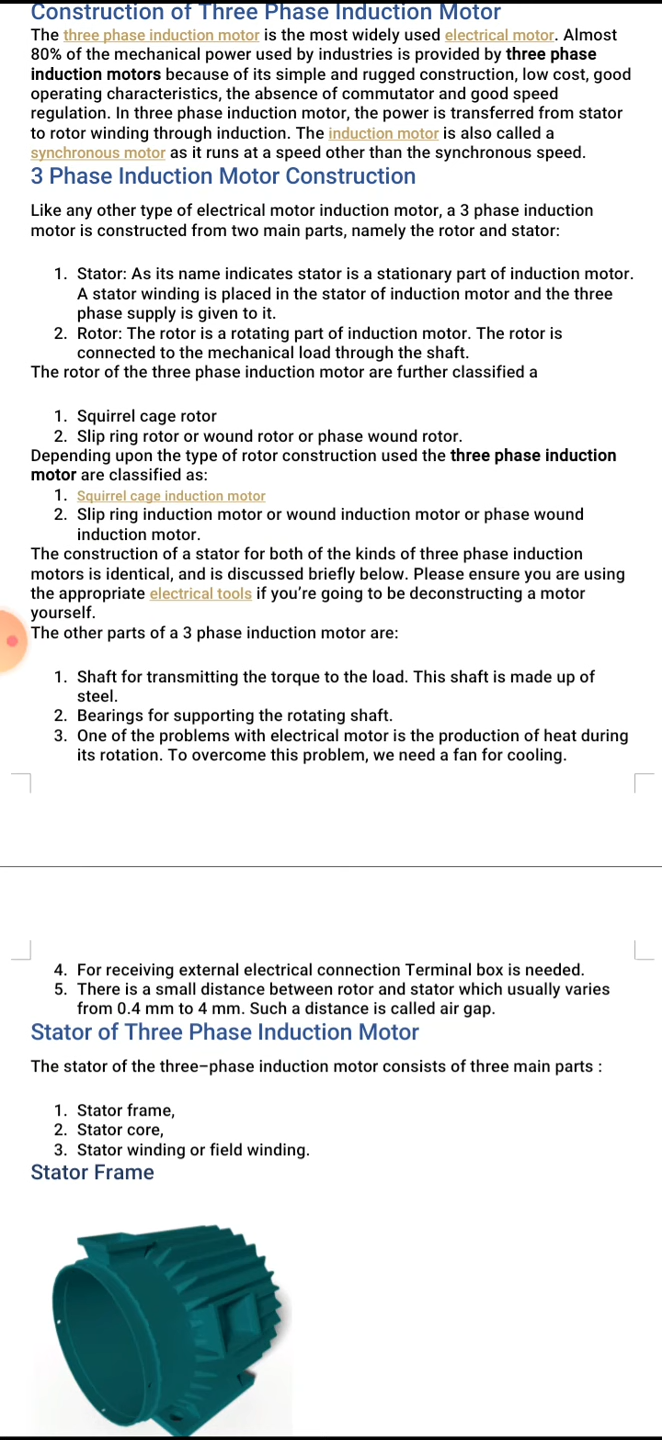 Construction of Three Phase Induction Motor
The three phase induction motor is the most widely used electrical motor. Almost
80% of the mechanical power used by industries is provided by three phase
induction motors because of its simple and rugged construction, low cost, good
operating characteristics, the absence of commutator and good speed
regulation. In three phase induction motor, the power is transferred from stator
to rotor winding through induction. The induction motor is also called a
synchronous motor as it runs at a speed other than the synchronous speed.
3 Phase Induction Motor Construction
Like any other type of electrical motor induction motor, a 3 phase induction
motor is constructed from two main parts, namely the rotor and stator:
1. Stator: As its name indicates stator is a stationary part of induction motor.
A stator winding is placed in the stator of induction motor and the three
phase supply is given to it.
2. Rotor: The rotor is a rotating part of induction motor. The rotor is
connected to the mechanical load through the shaft.
The rotor of the three phase induction motor are further classified a
1. Squirrel cage rotor
2. Slip ring rotor or wound rotor or phase wound rotor.
Depending upon the type of rotor construction used the three phase induction
motor are classified as:
1. Squirrel cage induction motor
2. Slip ring induction motor or wound induction motor or phase wound
induction motor.
The construction of a stator for both of the kinds of three phase induction
motors is identical, and is discussed briefly below. Please ensure you are using
the appropriate electrical tools if you're going to be deconstructing a motor
yourself.
The other parts of a 3 phase induction motor are:
1. Shaft for transmitting the torque to the load. This shaft is made up of
steel.
2. Bearings for supporting the rotating shaft.
3. One of the problems with electrical motor is the production of heat during
its rotation. To overcome this problem, we need a fan for cooling.
4. For receiving external electrical connection Terminal box is needed.
5. There is a small distance between rotor and stator which usually varies
from 0.4 mm to 4 mm. Such a distance is called air gap.
Stator of Three Phase Induction Motor
The stator of the three-phase induction motor consists of three main parts :
1. Stator frame,
2. Stator core,
3. Stator winding or field winding.
Stator Frame